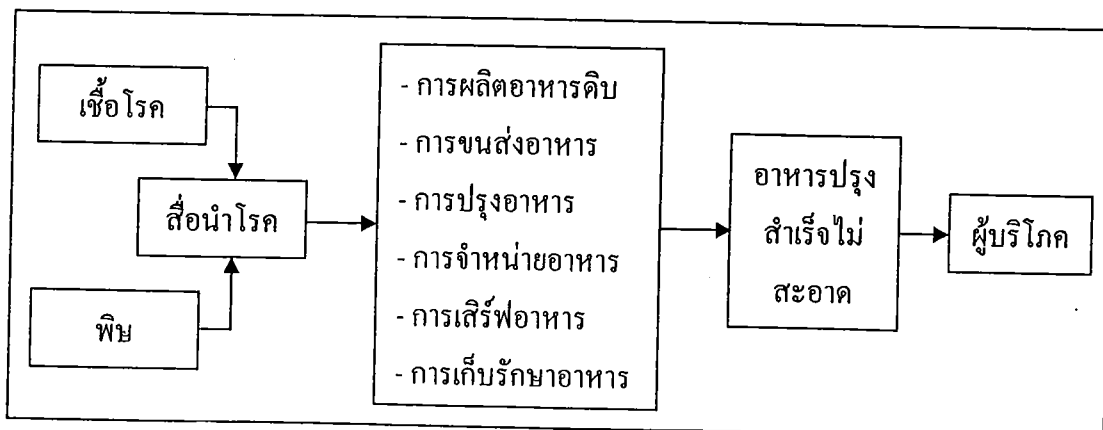 เชื้อโรค
สื่อนำโรค
พิษ
- การผลิตอาหารดิบ
- การขนส่งอาหาร
- การปรุงอาหาร
- การจำหน่ายอาหาร
- การเสิร์ฟอาหาร
- การเก็บรักษาอาหาร
อาหารปรุง
สำเร็จไม่
สะอาด
ผู้บริโภค